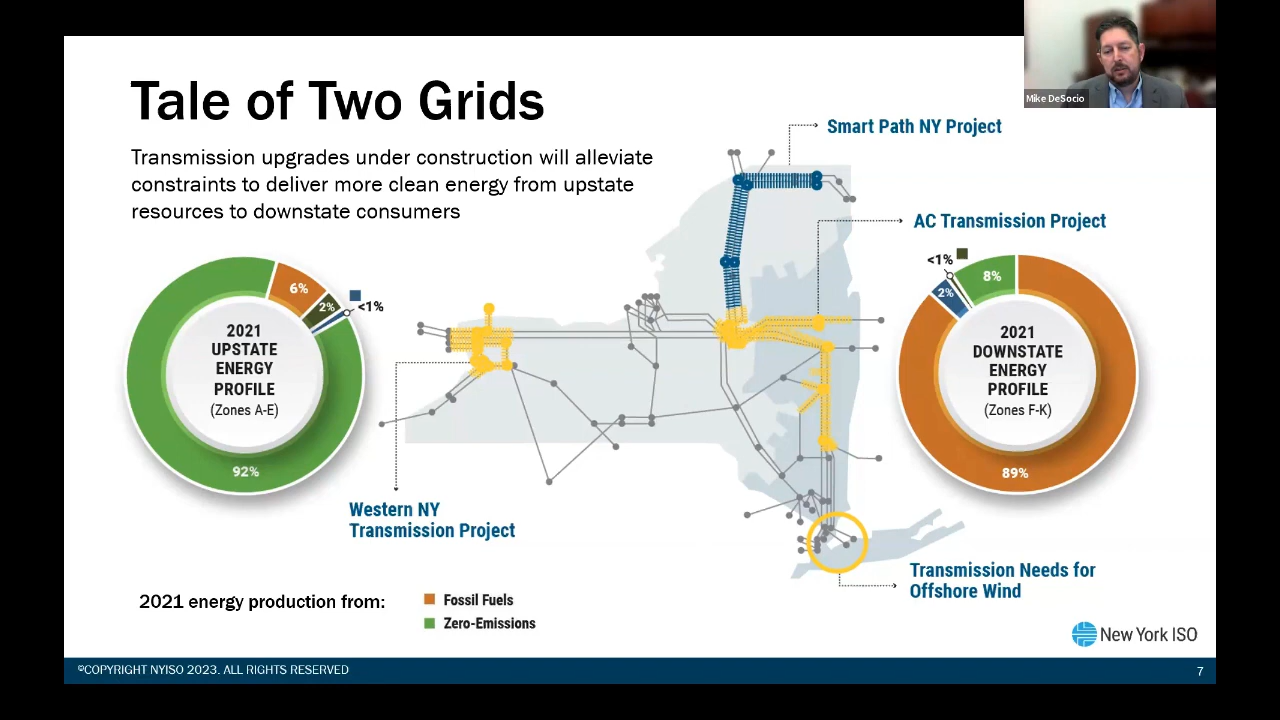 Mike DeSocio
Tale of Two Grids
Transmission upgrades under construction will alleviate
constraints to deliver more clean energy from upstate
resources to downstate consumers
Smart Path NY Project
AC Transmission Project
6%
2%
<1%
2021
UPSTATE
ENERGY
PROFILE
(Zones A-E)
92%
<1%
8%
2%
2021
DOWNSTATE
ENERGY
PROFILE
(Zones F-K)
89%
Western NY
Transmission Project
Transmission Needs for
Offshore Wind
2021 energy production from:
Fossil Fuels
Zero-Emissions
New York ISO
©COPYRIGHT NYISO 2023. ALL RIGHTS RESERVED
7